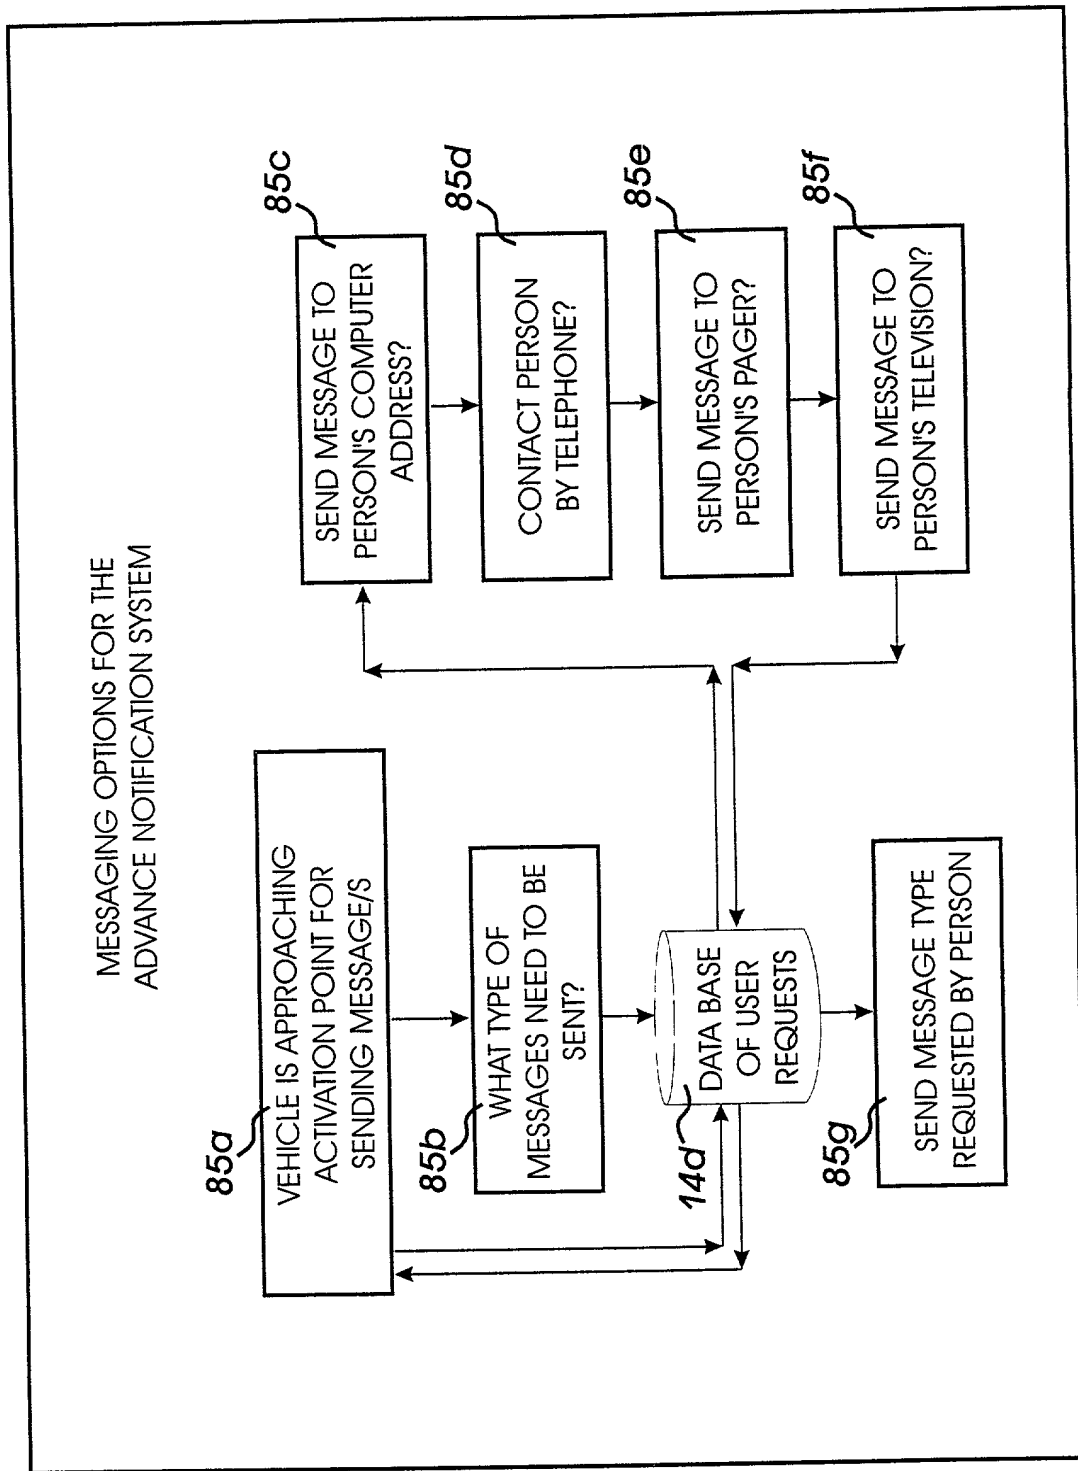 MESSAGING OPTIONS FOR THE
ADVANCE NOTIFICATION SYSTEM
85a
VEHICLE IS APPROACHING
ACTIVATION POINT FOR
SENDING MESSAGE/S
85b
WHAT TYPE OF
MESSAGES NEED TO BE
SENT?
14d
DATA BASE
OF USER
REQUESTS
85g
SEND MESSAGE TYPE
REQUESTED BY PERSON
85c
SEND MESSAGE TO
PERSON'S COMPUTER
ADDRESS?
85d
CONTACT PERSON
BY TELEPHONE?
85e
SEND MESSAGE TO
PERSON'S PAGER?
85f
SEND MESSAGE TO
PERSON'S TELEVISION?